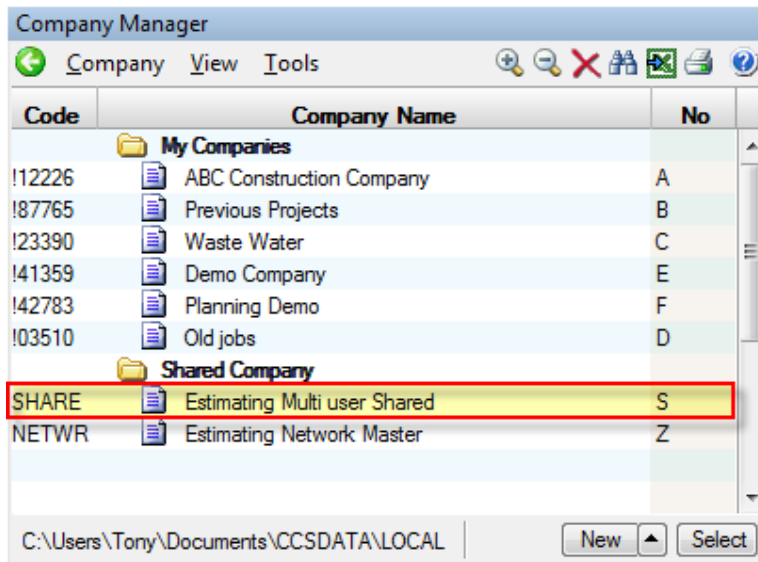 Company Manager
Company View Tools
Code Company Name No
My Companies
!12226 ABC Construction Company A
!87765 Previous Projects B
!23390 Waste Water C
!41359 Demo Company E
!42783 Planning Demo F
!03510 Old jobs D
Shared Company
SHARE Estimating Multi user Shared S
NETWR Estimating Network Master Z
C:\Users\Tony\Documents\CCSDATA\LOCAL New Select